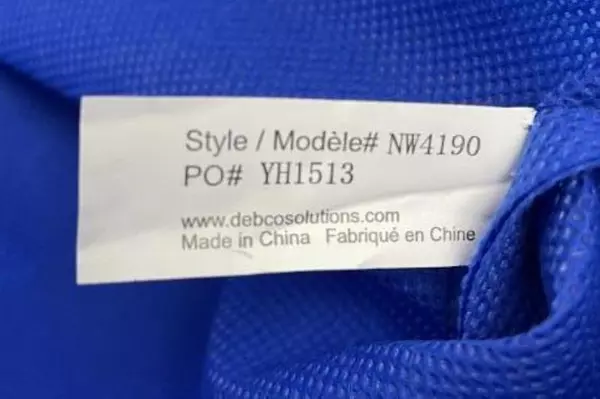 Style / Modèle# NW4190
PO# YH1513
www.debcosolutions.com
Made in China Fabriqué en Chine